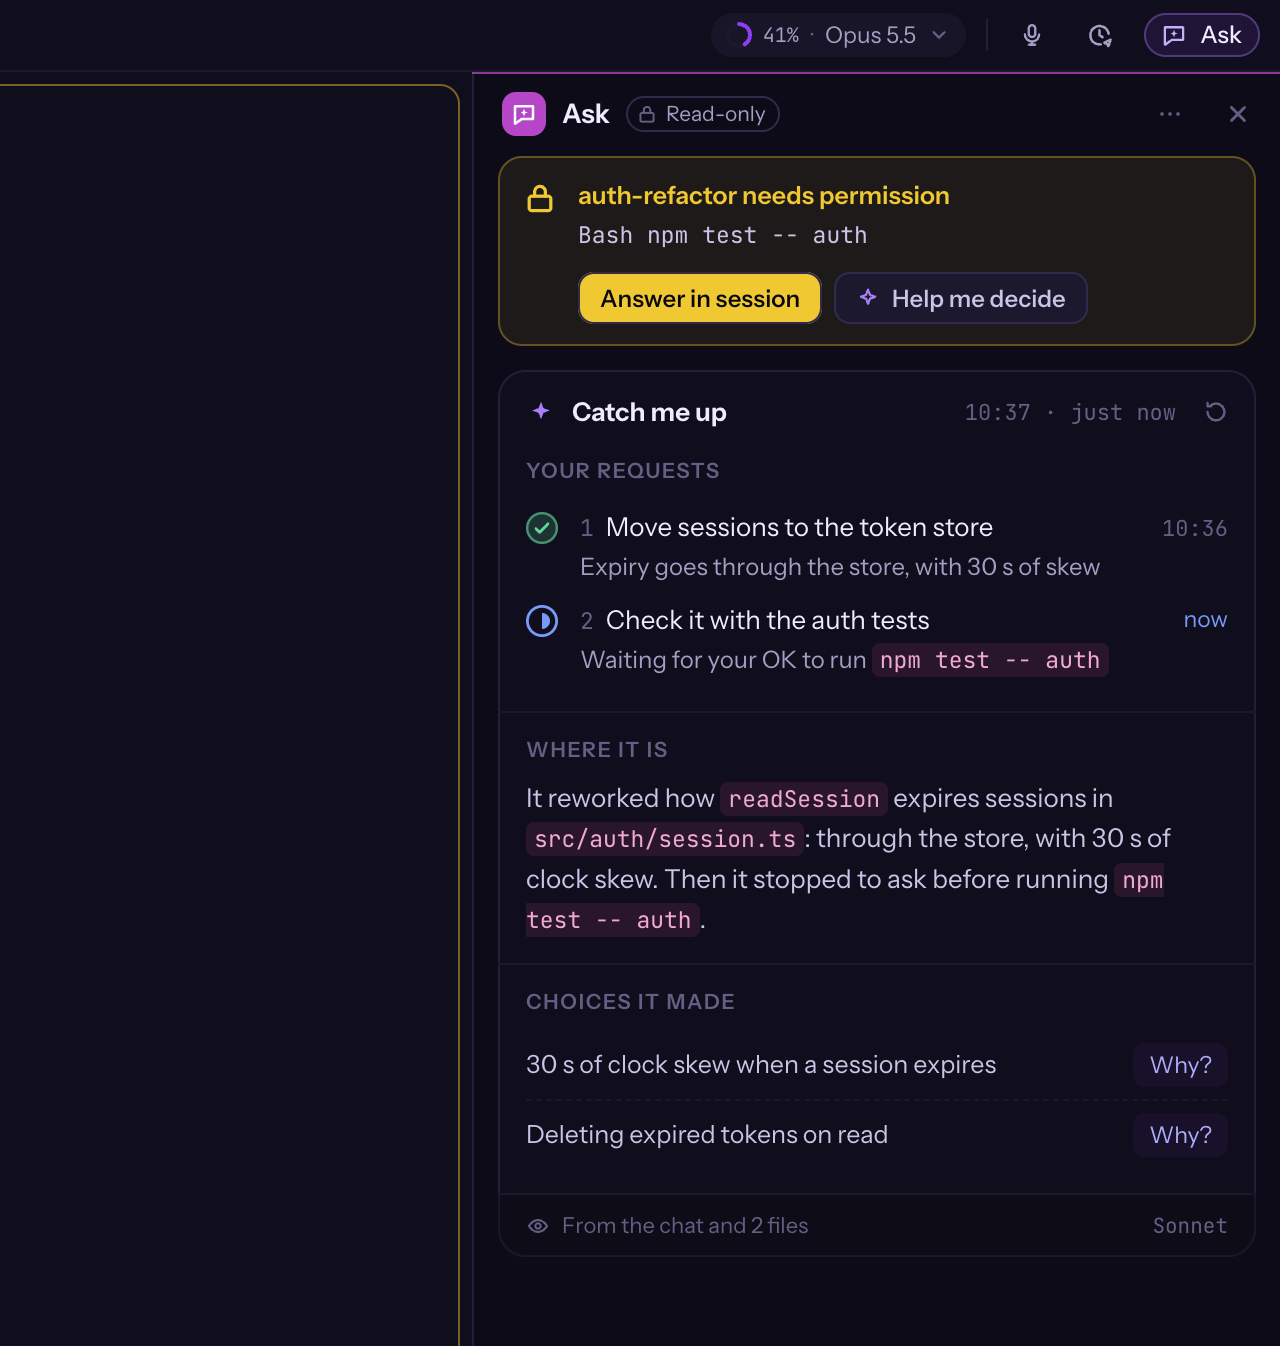 41% · Opus 5.5
Ask
Ask
Read-only
auth-refactor needs permission
Bash npm test -- auth
Answer in session
Help me decide
Catch me up
10:37 · just now
YOUR REQUESTS
1 Move sessions to the token store
10:36
Expiry goes through the store, with 30 s of skew
2 Check it with the auth tests
now
Waiting for your OK to run npm test -- auth
WHERE IT IS
It reworked how readSession expires sessions in
src/auth/session.ts: through the store, with 30 s of
clock skew. Then it stopped to ask before running npm
test -- auth.
CHOICES IT MADE
30 s of clock skew when a session expires
Why?
Deleting expired tokens on read
Why?
From the chat and 2 files
Sonnet